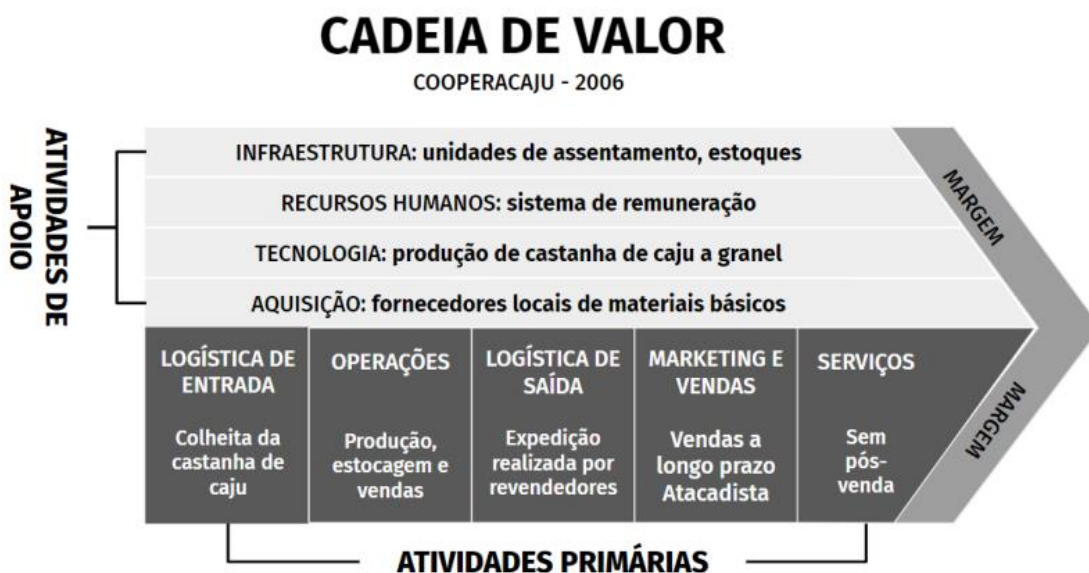 CADEIA DE VALOR
COOPERACAJU - 2006
ATIVIDADES DE
APOIO
INFRAESTRUTURA: unidades de assentamento, estoques
RECURSOS HUMANOS: sistema de remuneração
TECNOLOGIA: produção de castanha de caju a granel
AQUISIÇÃO: fornecedores locais de materiais básicos
MARGEM
LOGÍSTICA DE
ENTRADA
Colheita da
castanha de
caju
OPERAÇÕES
Produção,
estocagem e
vendas
LOGÍSTICA DE
SAÍDA
Expedição
realizada por
revendedores
MARKETING E
VENDAS
Vendas a
longo prazo
Atacadista
SERVIÇOS
Sem
pós-
venda
MARGEM
ATIVIDADES PRIMÁRIAS